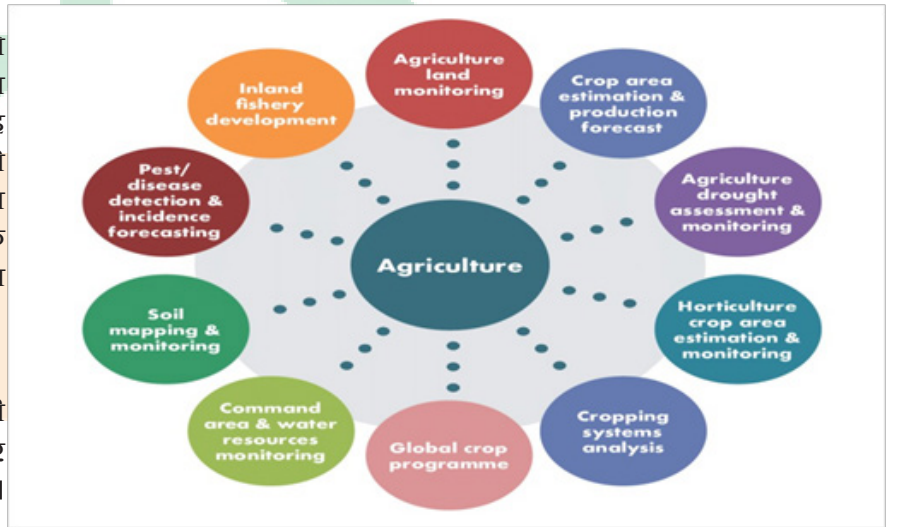 Agriculture
land
monitoring
Crop area
estimation &
production
forecast
Agriculture
drought
assessment &
monitoring
Horticulture
crop area
estimation &
monitoring
Cropping
systems
analysis
Global crop
programme
Command
area & water
resources
monitoring
Soil
mapping &
monitoring
Pest/
disease
detection &
incidence
forecasting
Inland
fishery
development
Agriculture